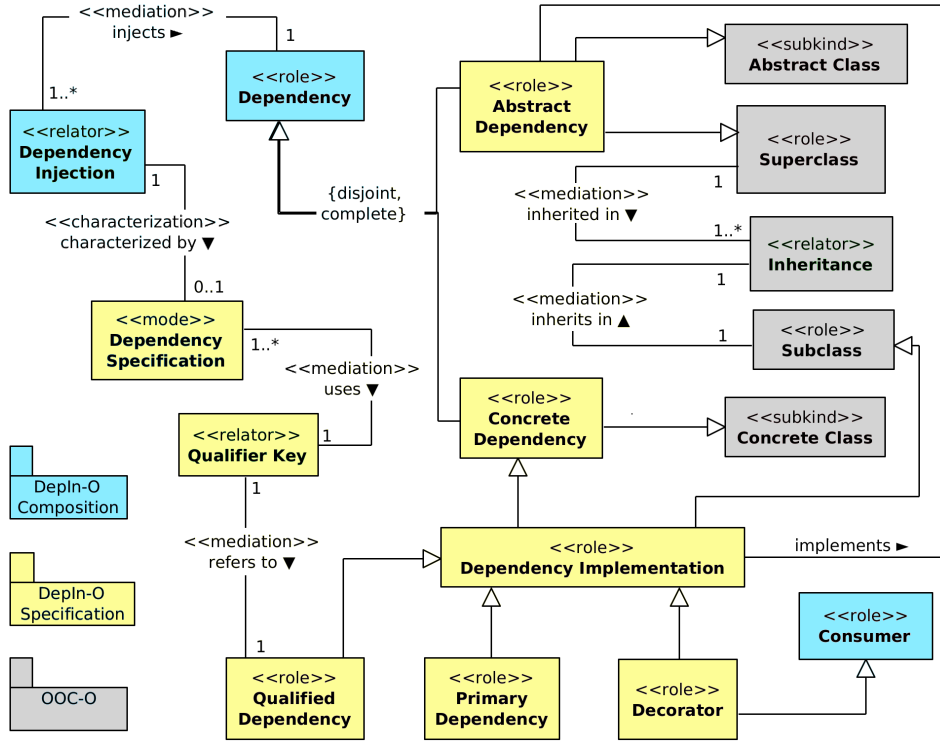 <<mediation>>
injects ►
1
1..*
<<role>>
Dependency
<<relator>>
Dependency
Injection
1
<<characterization>>
characterized by ▼
0..1
<<mode>>
Dependency
Specification
1..*
<<mediation>>
uses ▼
1
<<relator>>
Qualifier Key
1
<<mediation>>
refers to ▼
1
<<role>>
Qualified
Dependency
{disjoint,
complete}
<<role>>
Abstract
Dependency
<<subkind>>
Abstract Class
<<role>>
Superclass
1
<<mediation>>
inherited in ▼
1..*
<<relator>>
Inheritance
1
<<mediation>>
inherits in ▲
1
<<role>>
Subclass
<<role>>
Concrete
Dependency
<<subkind>>
Concrete Class
<<role>>
Dependency Implementation
implements ►
<<role>>
Primary
Dependency
<<role>>
Decorator
<<role>>
Consumer
DepIn-O
Composition
DepIn-O
Specification
OOC-O